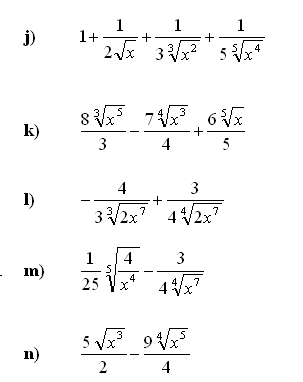 j) 1 + 1/(2√x) + 1/(3∛(x²)) + 1/(5⁵√(x⁴))
k) 8∛(x⁵)/3 − 7⁴√(x³)/4 + 6⁵√x/5
l) − 4/(3∛(2x⁷)) + 3/(4⁴√(2x⁷))
m) 1/25 ⁵√(4/x⁴) − 3/(4⁴√(x⁷))
n) 5√(x³)/2 − 9⁴√(x⁵)/4